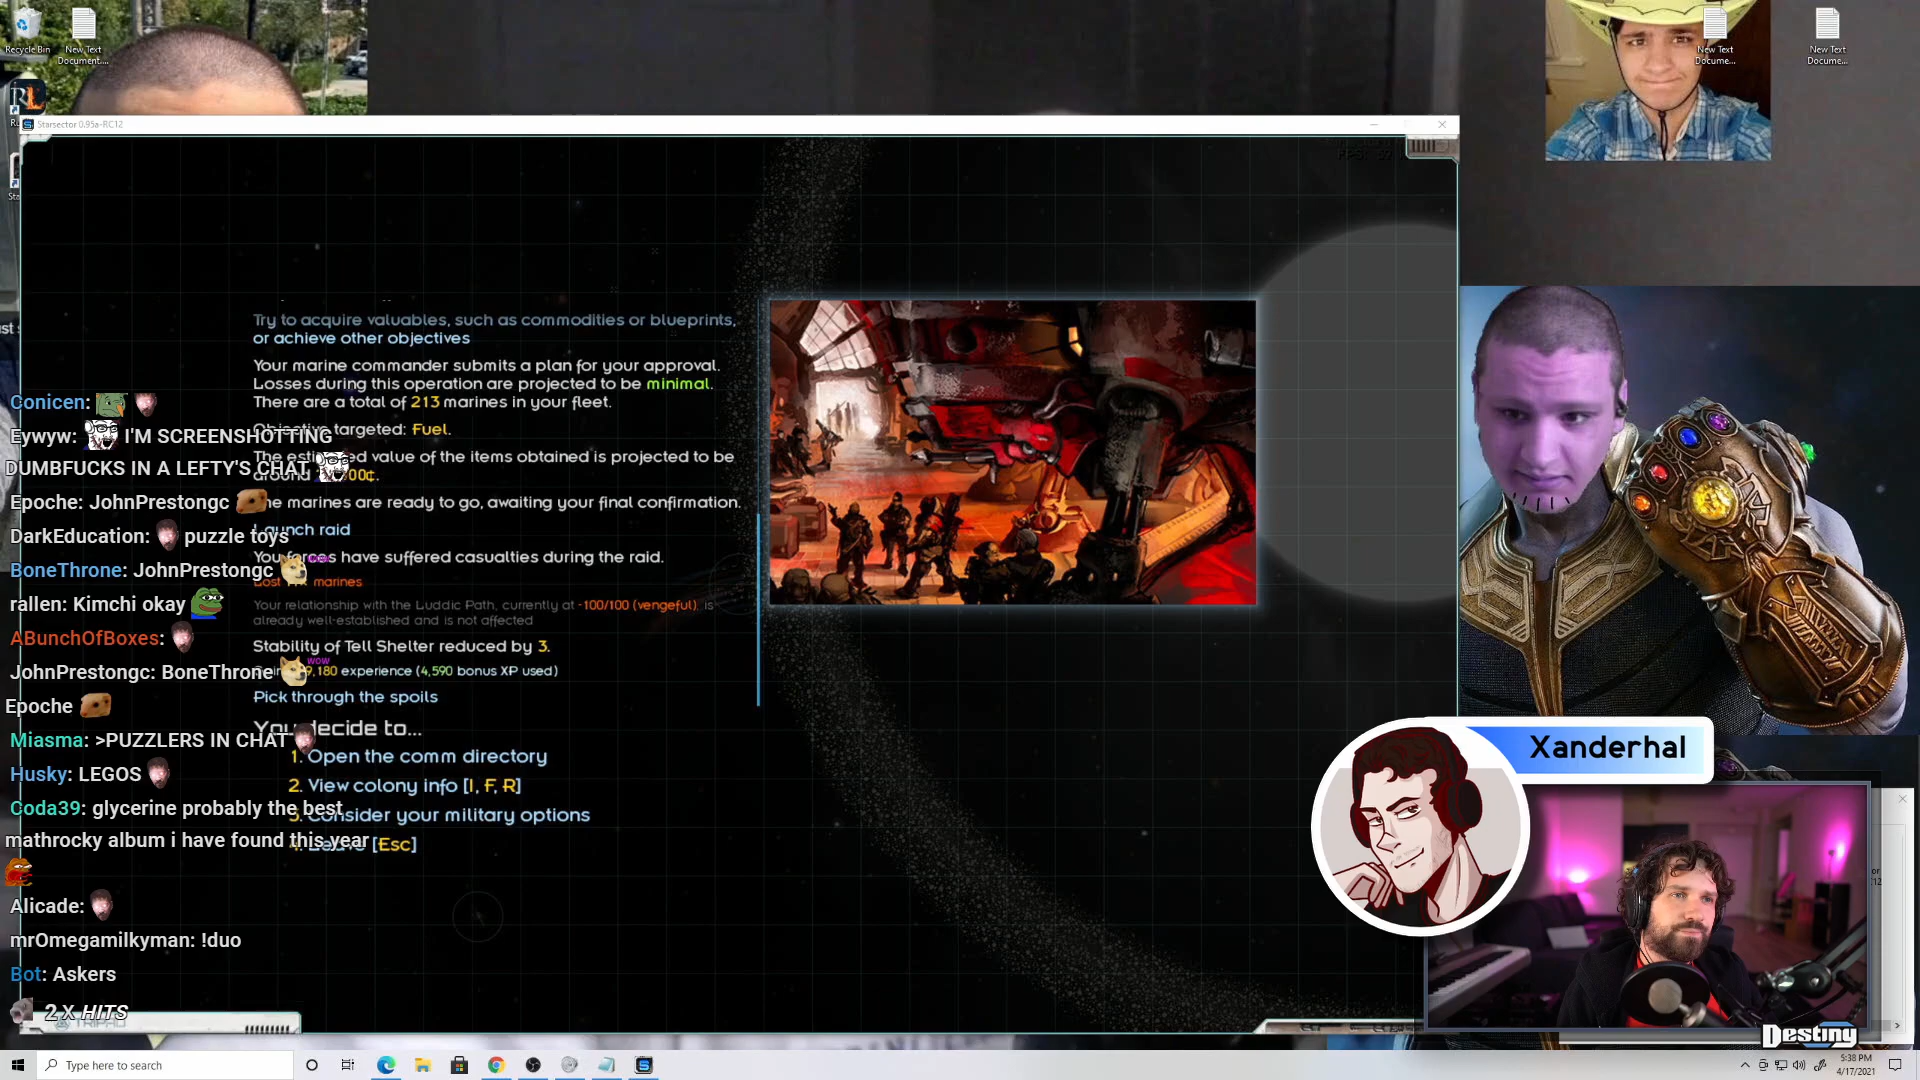 Recycle Bin
New Text
Document....
New Text
Docume...
New Text
Docume...
Starsector 0.95a-RC12
Try to acquire valuables, such as commodities or blueprints,
or achieve other objectives
Your marine commander submits a plan for your approval.
Losses during this operation are projected to be minimal.
There are a total of 213 marines in your fleet.
targeted: Fuel.
The value of the items obtained is projected to be
around
marines are ready to go, awaiting your final confirmation.
Launch raid
have suffered casualties during the raid.
marines
Your relationship with the Luddic Path, currently at -100/100 (vengeful), is
already well-established and is not affected
Stability of Tell Shelter reduced by 3.
experience (4,590 bonus XP used)
Pick through the spoils
You decide to...
1. Open the comm directory
2. View colony info [I, F, R]
3. Consider your military options
[Esc]
Conicen:
Eywyw: I'M SCREENSHOTTING
DUMBFUCKS IN A LEFTY'S CHAT
Epoche: JohnPrestongc
DarkEducation: puzzle toys
BoneThrone: JohnPrestongc
rallen: Kimchi okay
ABunchOfBoxes:
JohnPrestongc: BoneThrone
wow
Epoche
Miasma: >PUZZLERS IN CHAT
Husky: LEGOS
Coda39: glycerine probably the best
mathrocky album i have found this year
Alicade:
mrOmegamilkyman: !duo
Bot: Askers
2 X HITS
Xanderhal
Destiny
Type here to search
5:38 PM
4/17/2021